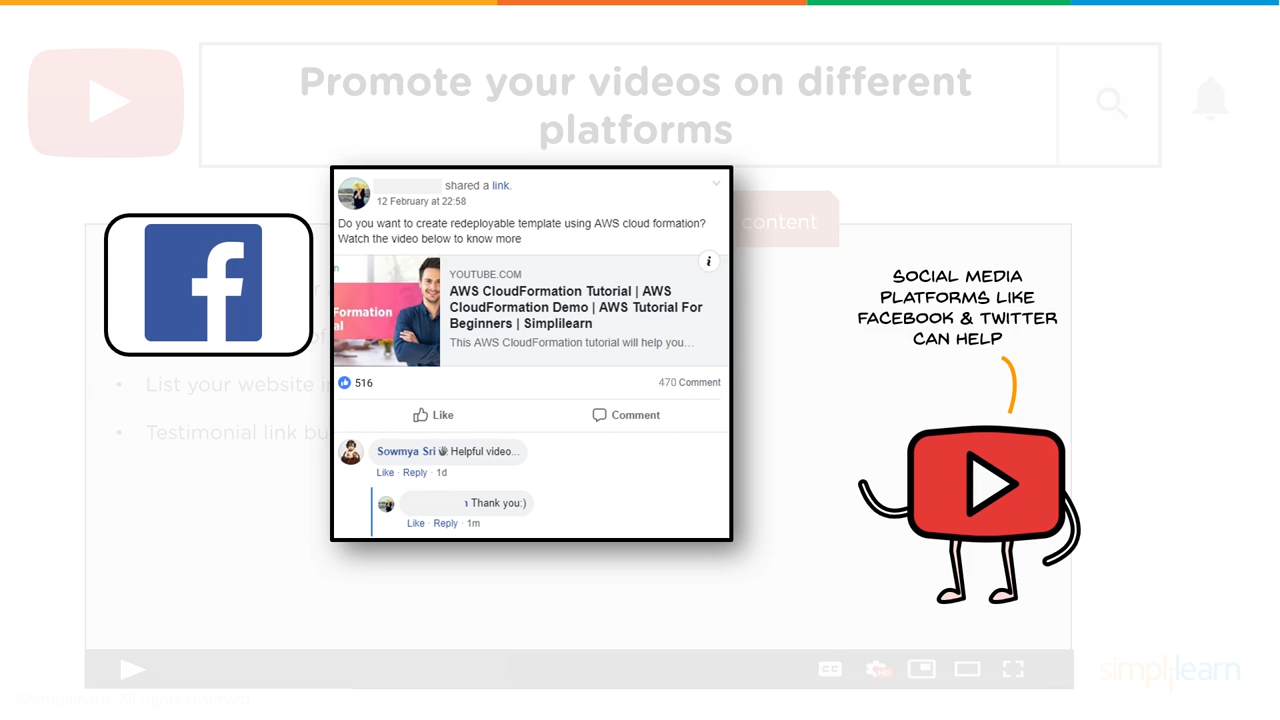 Promote your videos on different
platforms
content
shared a link.
12 February at 22:58
Do you want to create redeployable template using AWS cloud formation?
Watch the video below to know more
YOUTUBE.COM
AWS CloudFormation Tutorial | AWS
CloudFormation Demo | AWS Tutorial For
Beginners | Simplilearn
This AWS CloudFormation tutorial will help you…
Formation
al
516
470 Comment
Like
Comment
Sowmya Sri Helpful video...
Like · Reply · 1d
Thank you:)
Like · Reply · 1m
SOCIAL MEDIA
PLATFORMS LIKE
FACEBOOK & TWITTER
CAN HELP
• List your website
• Testimonial link
CC
HD
simplilearn
©Simplilearn. All rights reserved.